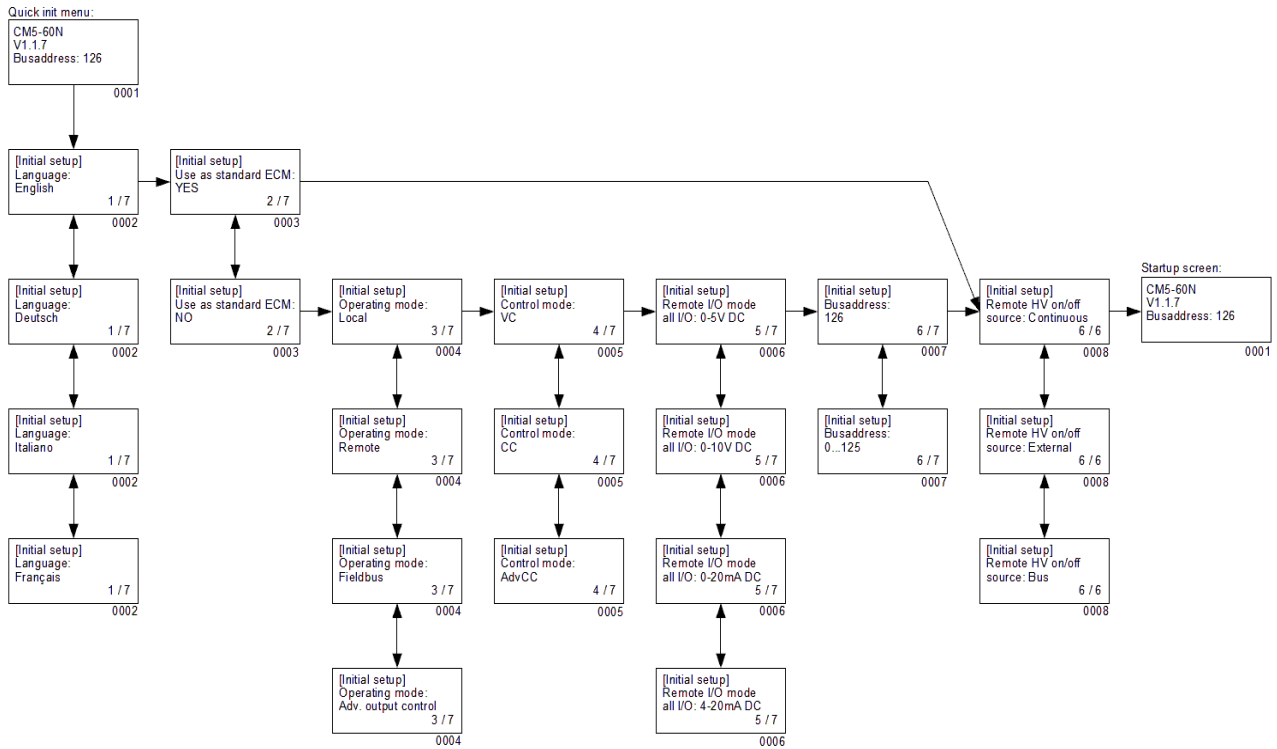 Quick init menu:
CM5-60N
V1.1.7
Busaddress: 126
0001
[Initial setup]
Language:
English
1 / 7
0002
[Initial setup]
Use as standard ECM:
YES
2 / 7
0003
[Initial setup]
Language:
Deutsch
1 / 7
0002
[Initial setup]
Use as standard ECM:
NO
2 / 7
0003
[Initial setup]
Operating mode:
Local
3 / 7
0004
[Initial setup]
Control mode:
VC
4 / 7
0005
[Initial setup]
Remote I/O mode
all I/O: 0-5V DC
5 / 7
0006
[Initial setup]
Busaddress:
126
6 / 7
0007
[Initial setup]
Remote HV on/off
source: Continuous
6 / 6
0008
Startup screen:
CM5-60N
V1.1.7
Busaddress: 126
0001
[Initial setup]
Language:
Italiano
1 / 7
0002
[Initial setup]
Operating mode:
Remote
3 / 7
0004
[Initial setup]
Control mode:
CC
4 / 7
0005
[Initial setup]
Remote I/O mode
all I/O: 0-10V DC
5 / 7
0006
[Initial setup]
Busaddress:
0...125
6 / 7
0007
[Initial setup]
Remote HV on/off
source: External
6 / 6
0008
[Initial setup]
Language:
Français
1 / 7
0002
[Initial setup]
Operating mode:
Fieldbus
3 / 7
0004
[Initial setup]
Control mode:
AdvCC
4 / 7
0005
[Initial setup]
Remote I/O mode
all I/O: 0-20mA DC
5 / 7
0006
[Initial setup]
Remote HV on/off
source: Bus
6 / 6
0008
[Initial setup]
Operating mode:
Adv. output control
3 / 7
0004
[Initial setup]
Remote I/O mode
all I/O: 4-20mA DC
5 / 7
0006